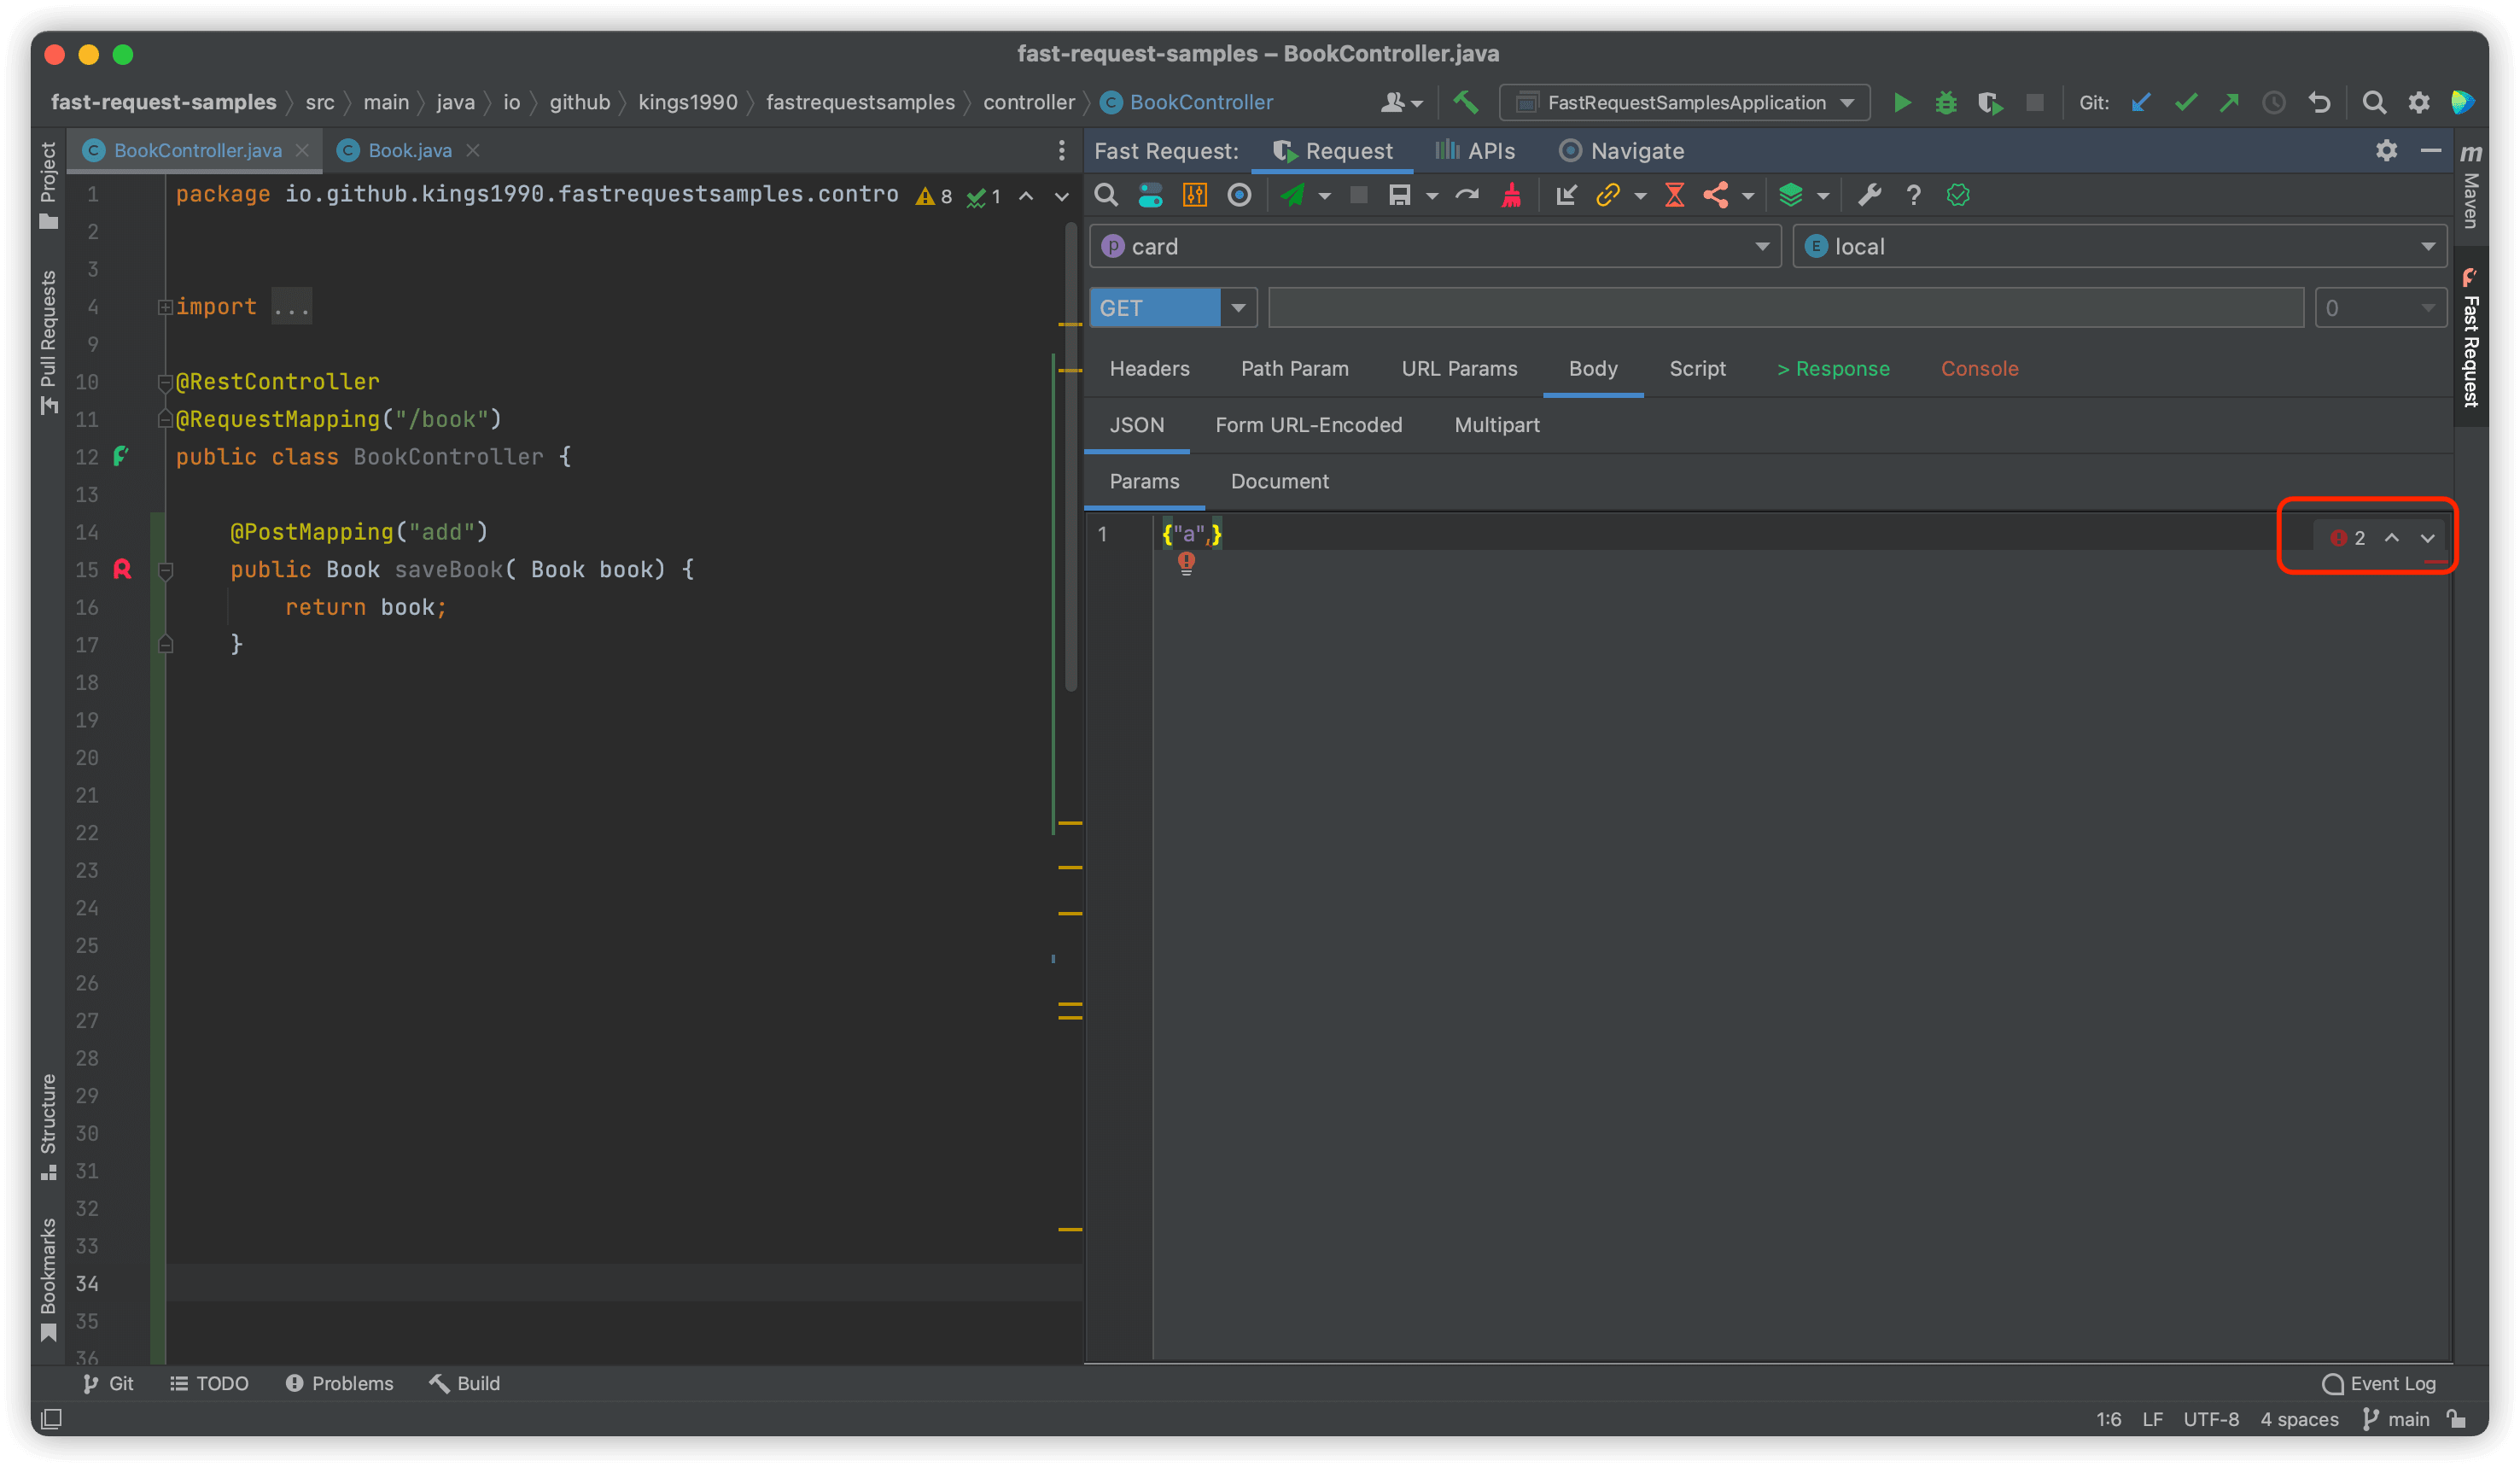 fast-request-samples – BookController.java
fast-request-samples src main java io github kings1990 fastrequestsamples controller C BookController FastRequestSamplesApplication Git:
Project
Pull Requests
Structure
Bookmarks
C BookController.java C Book.java
1 package io.github.kings1990.fastrequestsamples.contro 8 1
2
3
4 import ...
9
10 @RestController
11 @RequestMapping("/book")
12 public class BookController {
13
14 @PostMapping("add")
15 R public Book saveBook( Book book) {
16 return book;
17 }
18
19
20
21
22
23
24
25
26
27
28
29
30
31
32
33
34
35
36
Fast Request: Request APIs Navigate
?
p card E local
GET 0
Headers Path Param URL Params Body Script > Response Console
JSON Form URL-Encoded Multipart
Params Document
1 {"a",} 2
m Maven
Fast Request
Git TODO Problems Build Event Log
1:6 LF UTF-8 4 spaces main